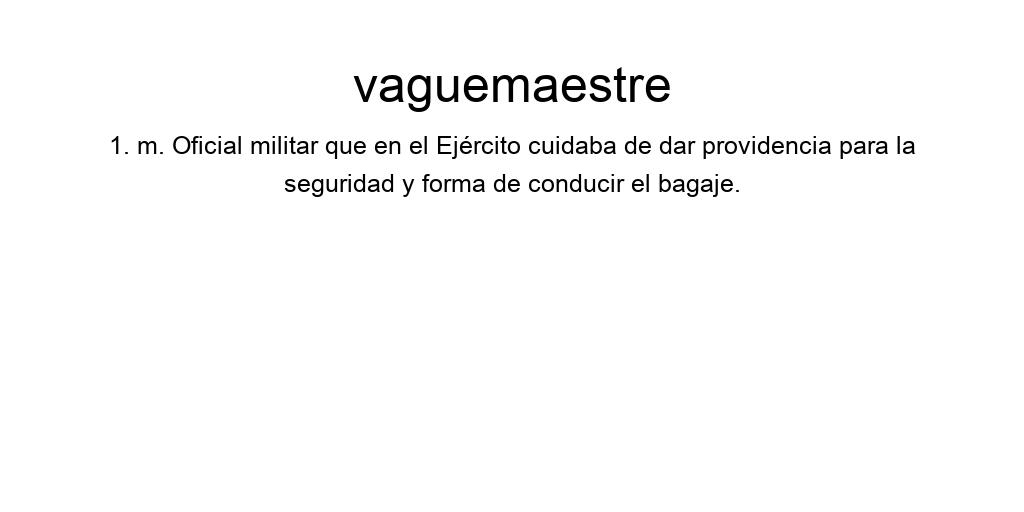 vaguemaestre
1. m. Oficial militar que en el Ejército cuidaba de dar providencia para la
seguridad y forma de conducir el bagaje.